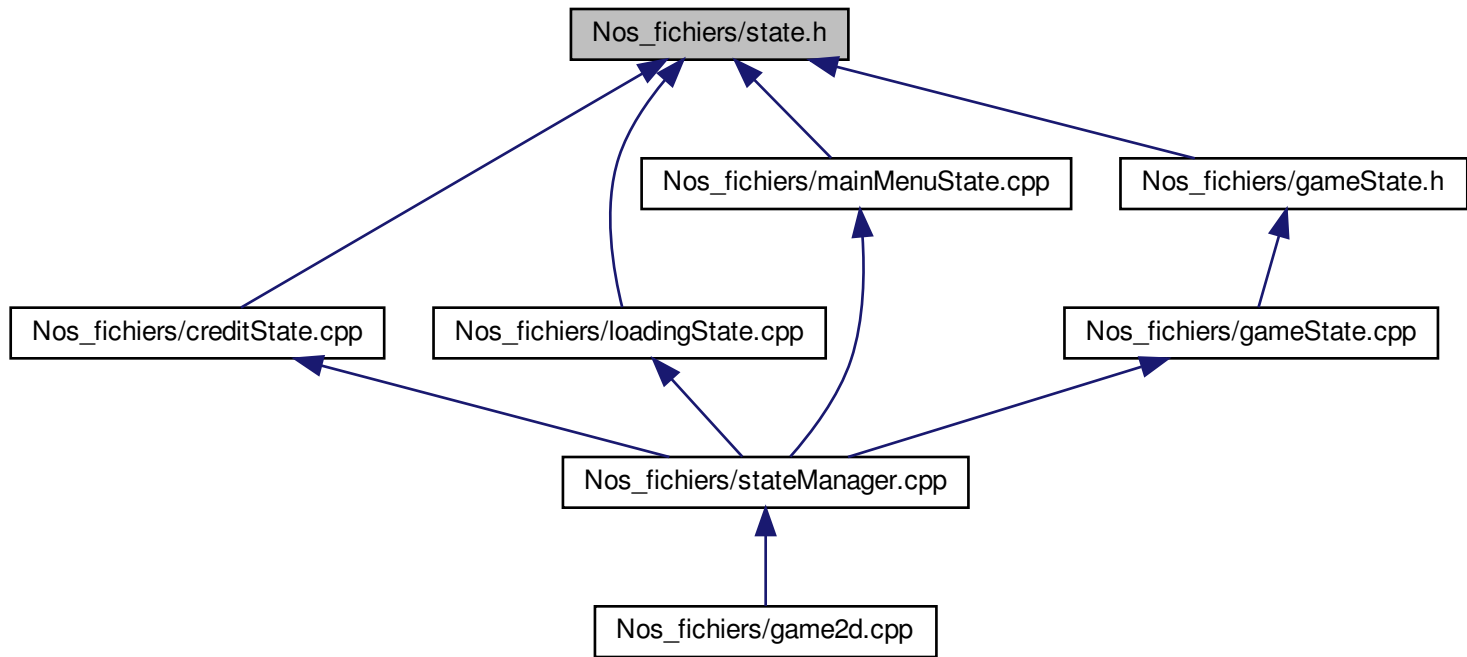 Nos_fichiers/state.h
Nos_fichiers/mainMenuState.cpp
Nos_fichiers/gameState.h
Nos_fichiers/creditState.cpp
Nos_fichiers/loadingState.cpp
Nos_fichiers/gameState.cpp
Nos_fichiers/stateManager.cpp
Nos_fichiers/game2d.cpp